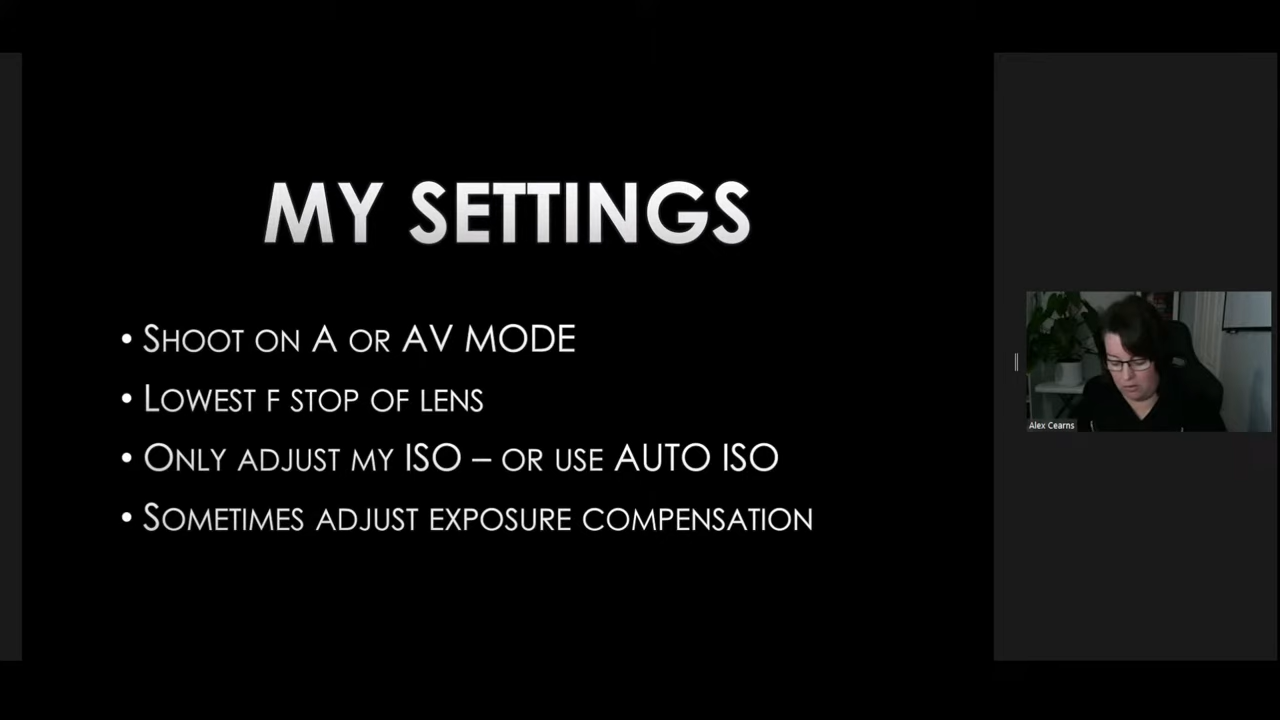 MY SETTINGS
• SHOOT ON A OR AV MODE
• LOWEST F STOP OF LENS
• ONLY ADJUST MY ISO – OR USE AUTO ISO
• SOMETIMES ADJUST EXPOSURE COMPENSATION
Alex Cearns